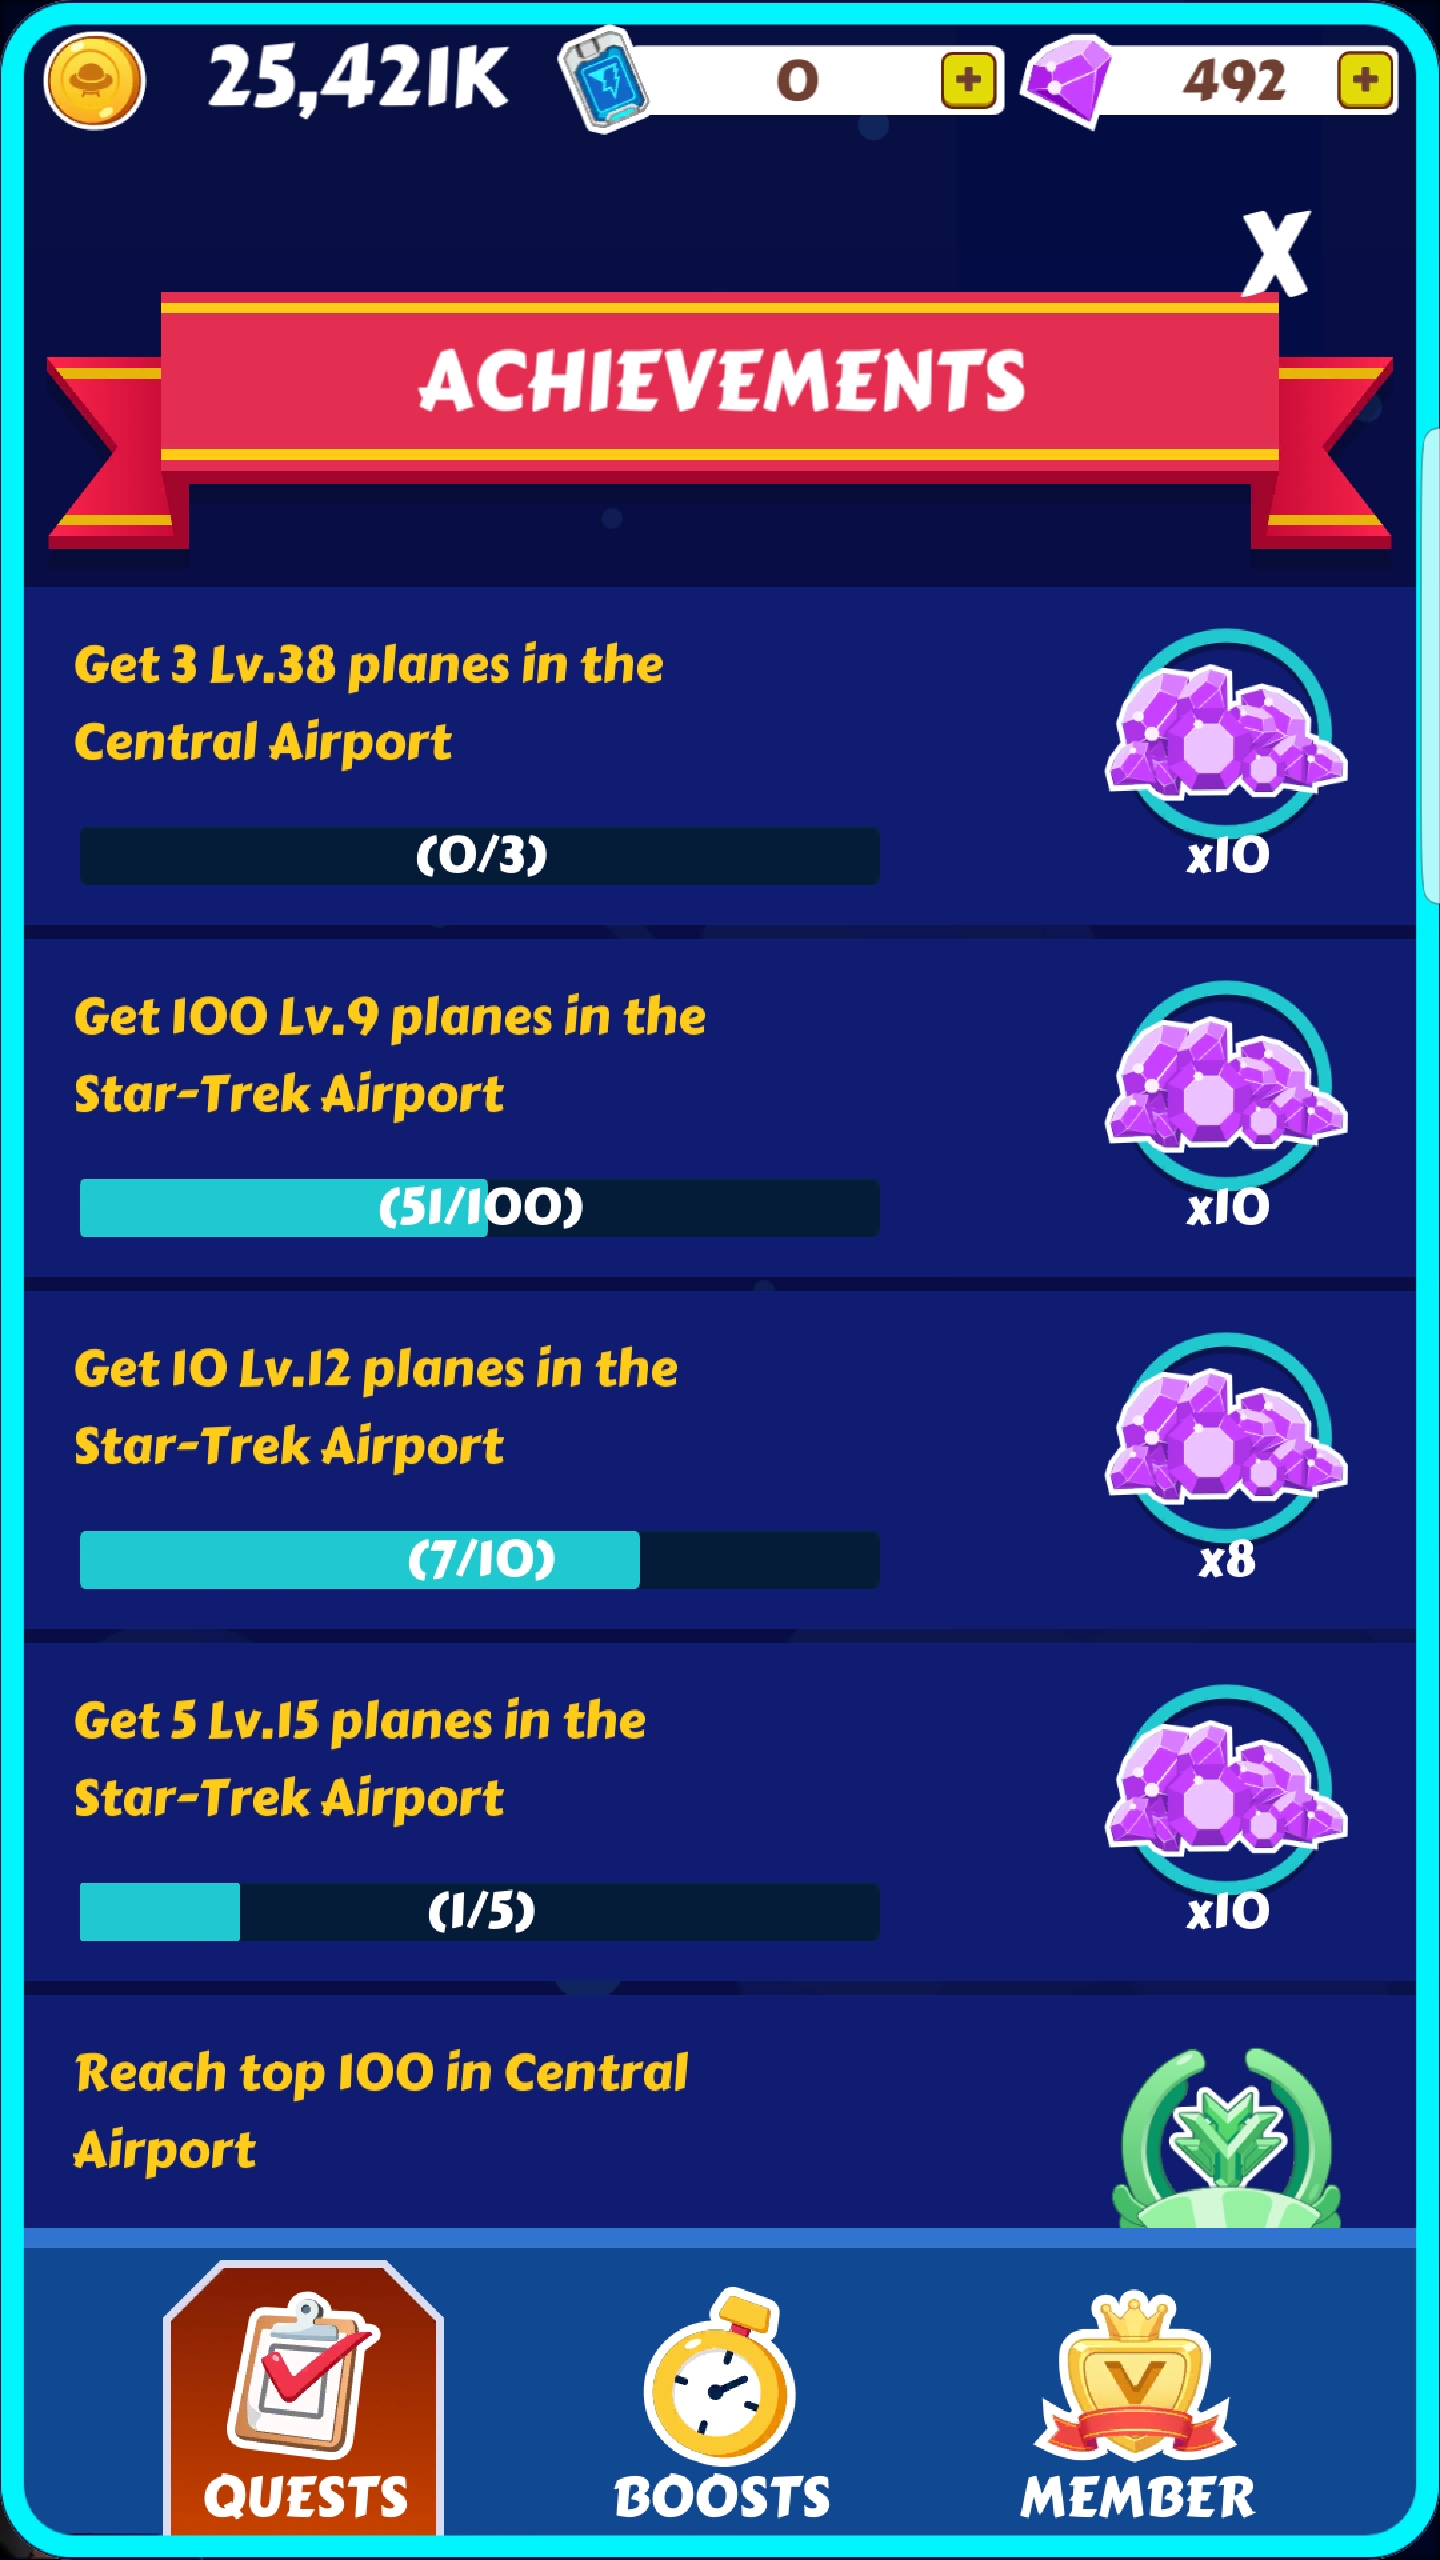 25,421K
0
492
X
ACHIEVEMENTS
Get 3 Lv.38 planes in the
Central Airport
(0/3)
x10
Get 100 Lv.9 planes in the
Star-Trek Airport
(51/100)
x10
Get 10 Lv.12 planes in the
Star-Trek Airport
(7/10)
x8
Get 5 Lv.15 planes in the
Star-Trek Airport
(1/5)
x10
Reach top 100 in Central
Airport
V
QUESTS
BOOSTS
MEMBER